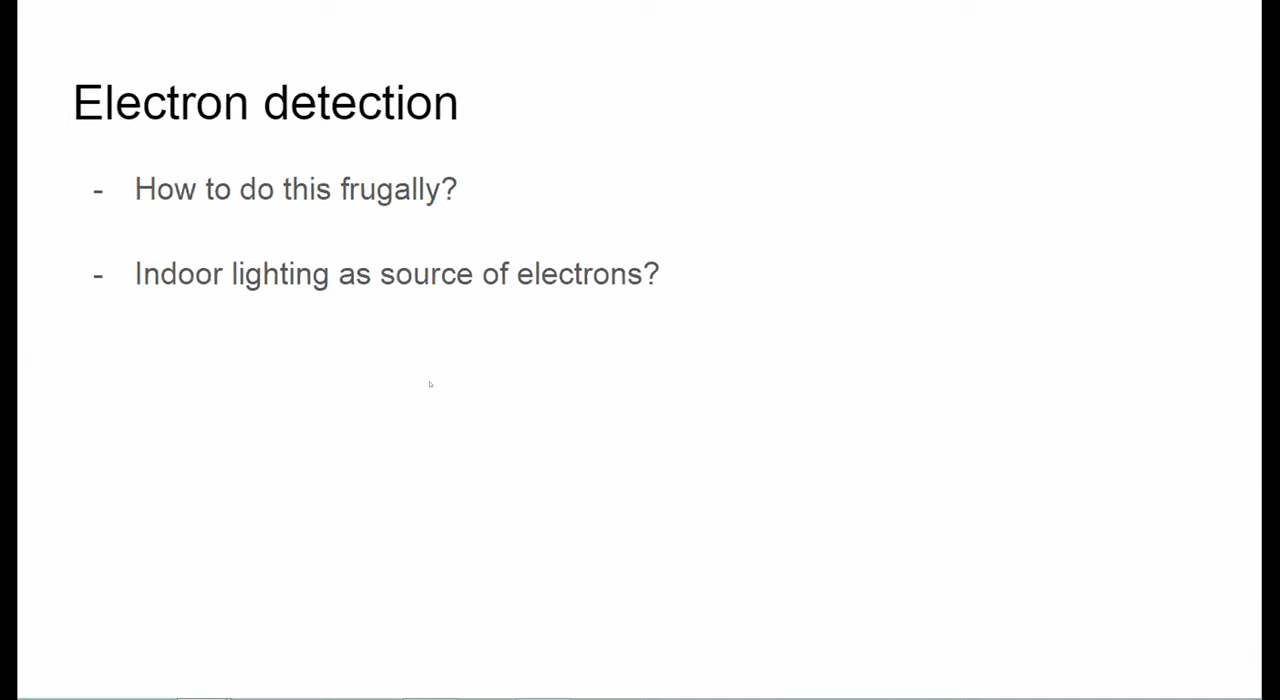 Electron detection
- How to do this frugally?
- Indoor lighting as source of electrons?